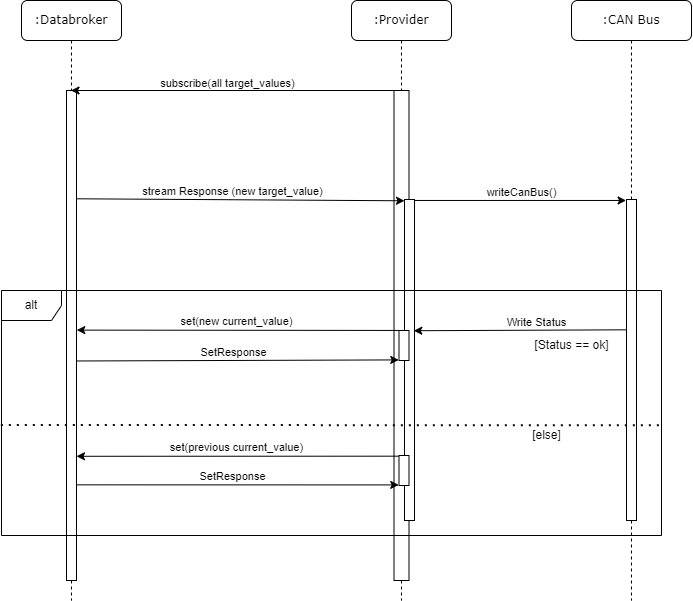 :Databroker
:Provider
:CAN Bus
subscribe(all target_values)
stream Response (new target_value)
writeCanBus()
alt
set(new current_value)
Write Status
[Status == ok]
SetResponse
[else]
set(previous current_value)
SetResponse